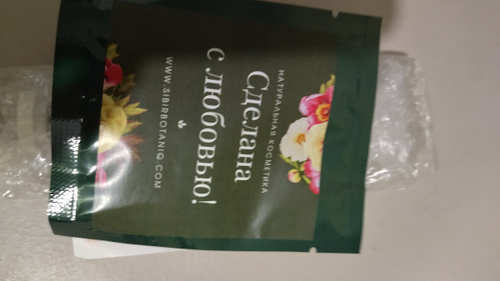 НАТУРАЛЬНАЯ КОСМЕТИКА
Сделана
с любовью!
WWW.SIBIRBOTANIQ.COM